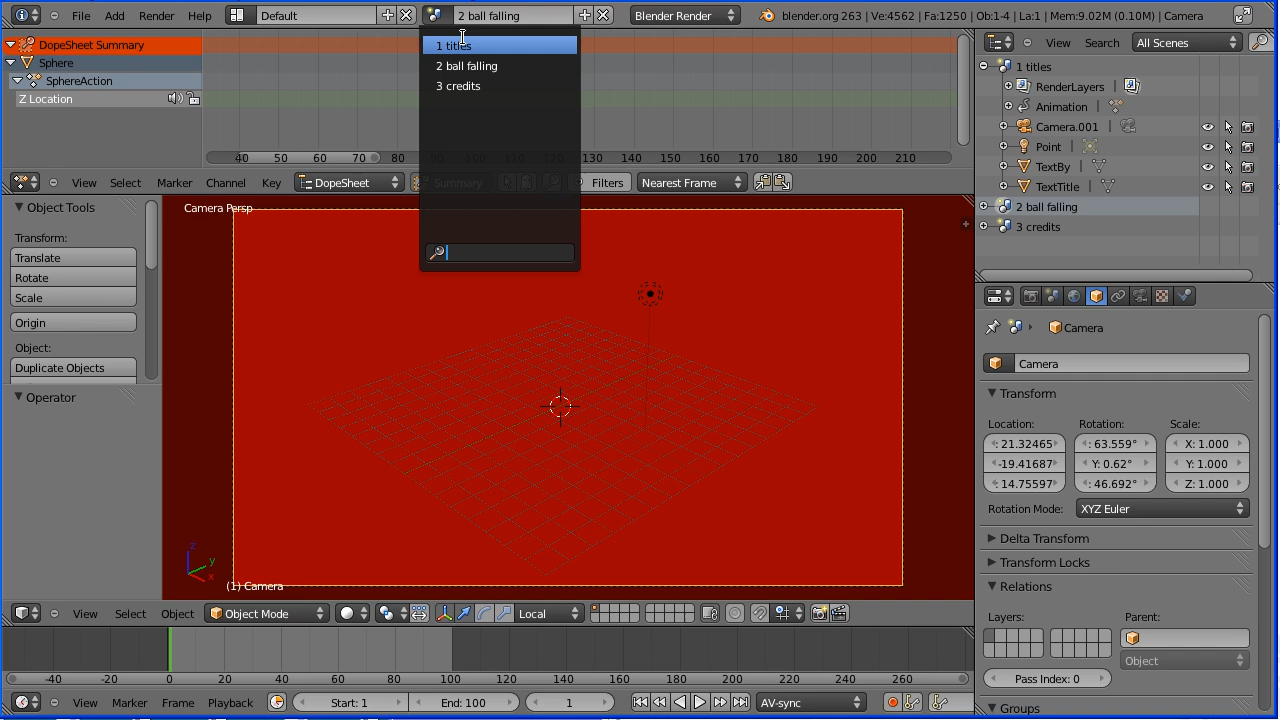 File Add Render Help Default 2 ball falling Blender Render blender.org 263 | Ve:4562 | Fa:1250 | Ob:1-4 | La:1 | Mem:9.02M (0.10M) | Camera
1 titles
2 ball falling
3 credits
DopeSheet Summary
Sphere
SphereAction
Z Location
40 50 60 70 80 90 100 110 120 130 140 150 160 170 180 190 200 210
View Select Marker Channel Key DopeSheet Summary Filters Nearest Frame
View Search All Scenes
1 titles
RenderLayers
Animation
Camera.001
Point
TextBy
TextTitle
2 ball falling
3 credits
Object Tools
Transform:
Translate
Rotate
Scale
Origin
Object:
Duplicate Objects
Operator
Camera Persp
z
y
x
(1) Camera
View Select Object Object Mode Local
-40 -20 0 20 40 60 80 100 120 140 160 180 200 220 240 260
View Marker Frame Playback Start: 1 End: 100 1 AV-sync
Camera
Camera
Transform
Location: Rotation: Scale:
: 21.32465 : 63.559° X: 1.000
-19.41687 Y: 0.62° Y: 1.000
: 14.75597 : 46.692° Z: 1.000
Rotation Mode: XYZ Euler
Delta Transform
Transform Locks
Relations
Layers: Parent:
Object
Pass Index: 0
Groups